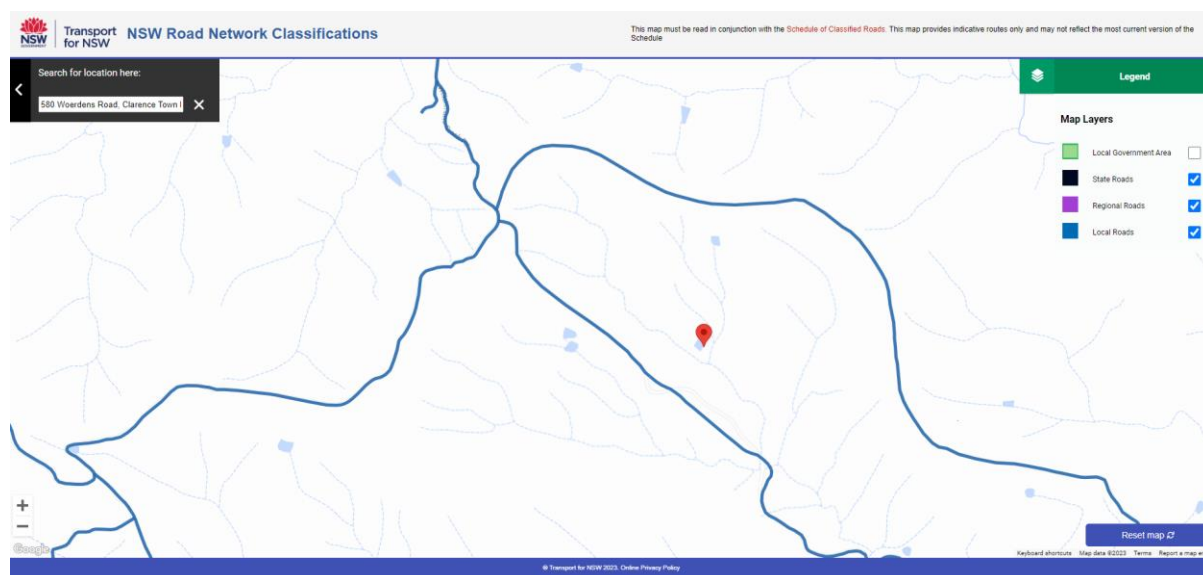 NSW
GOVERNMENT
Transport
for NSW
NSW Road Network Classifications
This map must be read in conjunction with the Schedule of Classified Roads. This map provides indicative routes only and may not reflect the most current version of the
Schedule
Search for location here:
580 Woerdens Road, Clarence Town
Legend
Map Layers
Local Government Area
State Roads
Regional Roads
Local Roads
Reset map
Google
Keyboard shortcuts Map data ©2023 Terms Report a map e
© Transport for NSW 2023. Online Privacy Policy